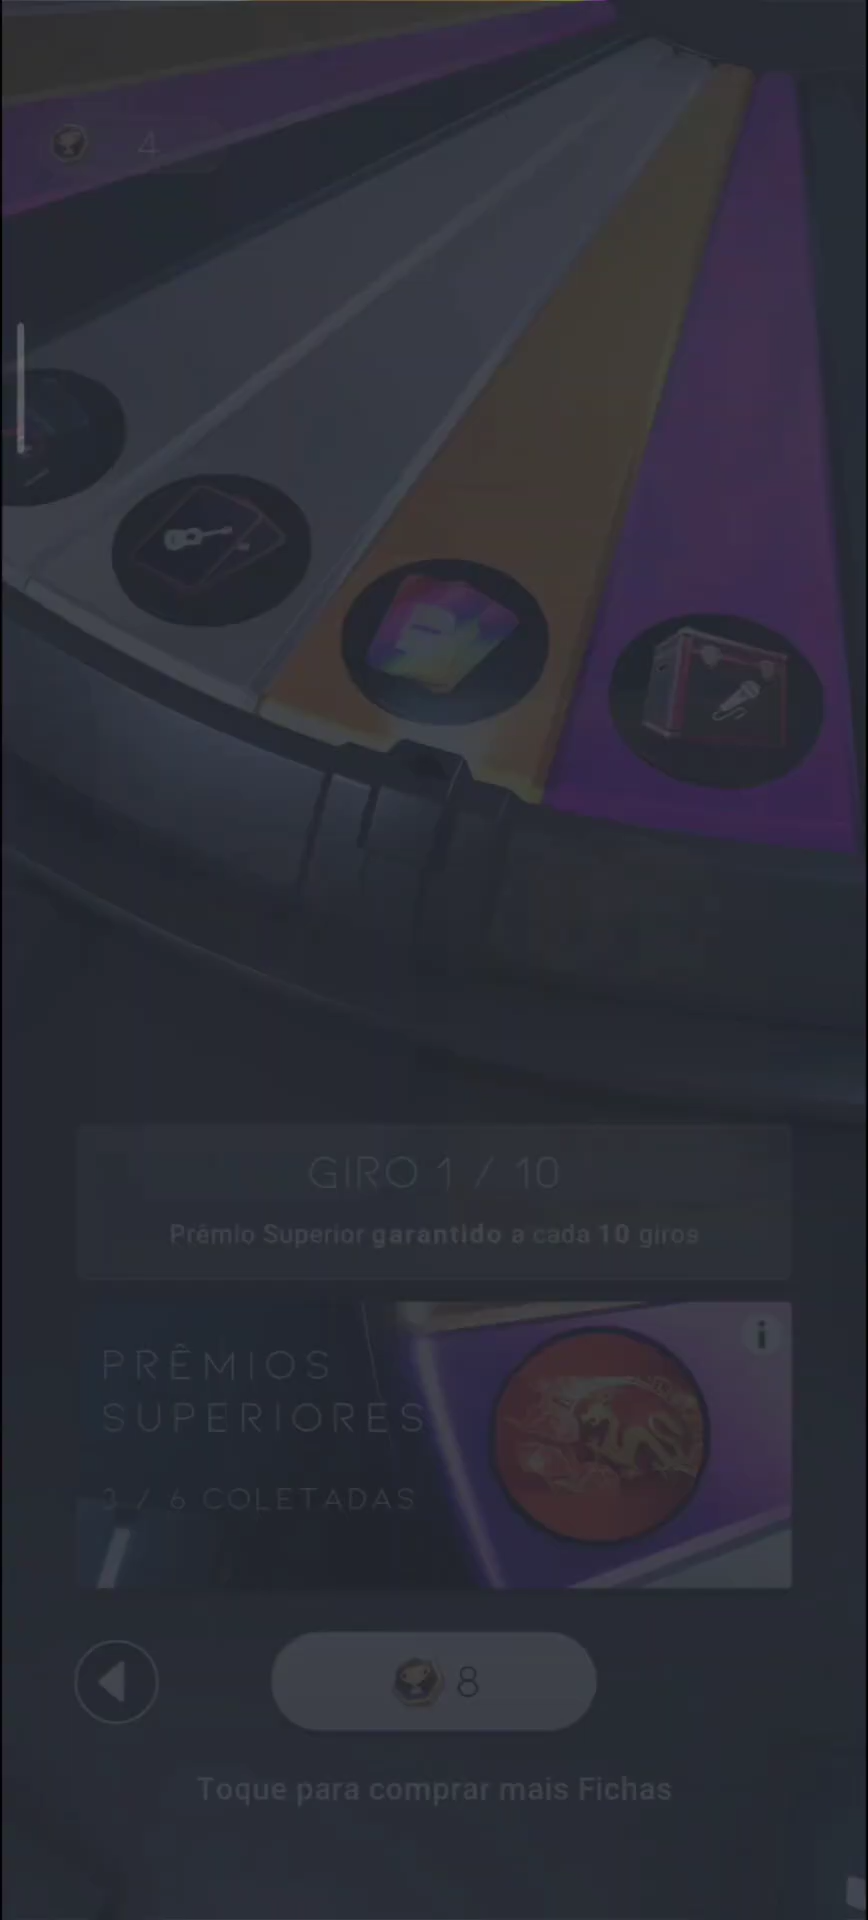 4
GIRO 1 / 10
Prêmio Superior garantido a cada 10 giros
i
PRÊMIOS
SUPERIORES
3 / 6 COLETADAS
8
Toque para comprar mais Fichas